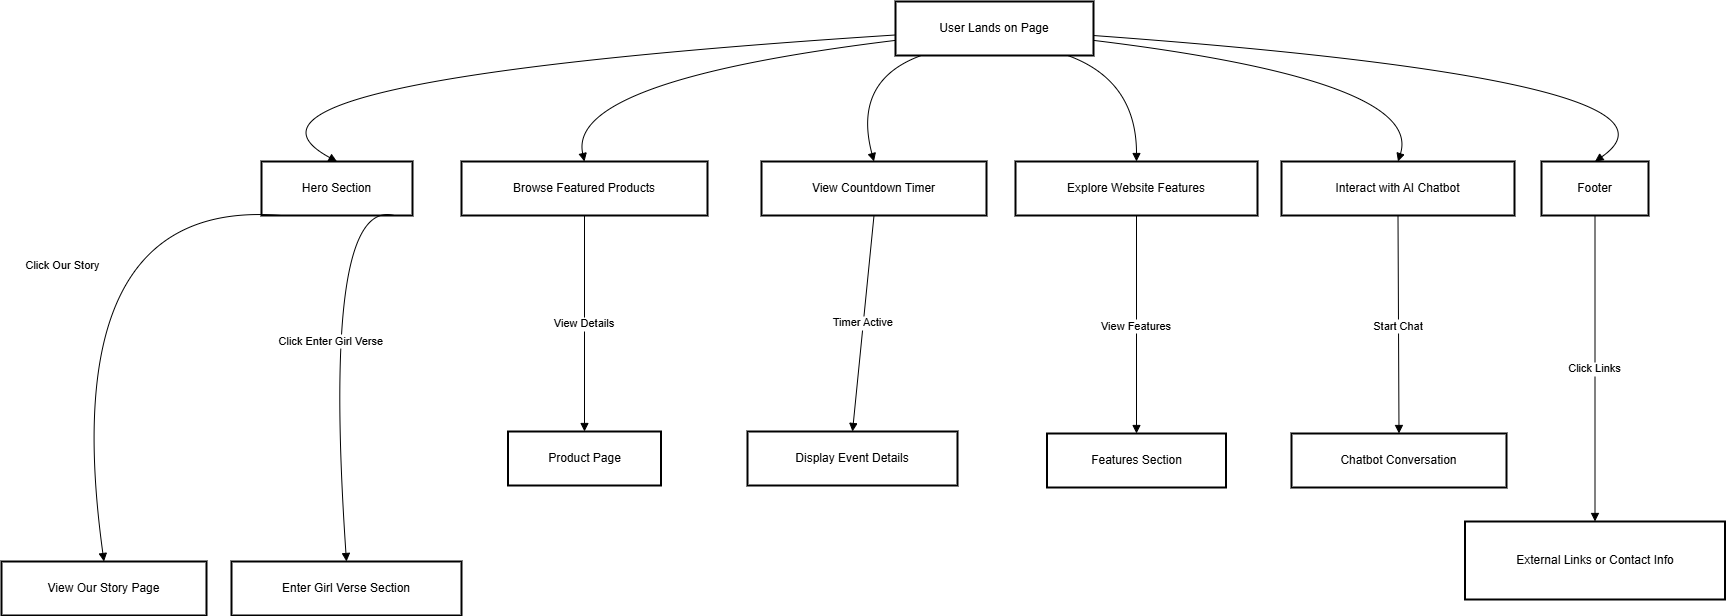 User Lands on Page
Hero Section
Browse Featured Products
View Countdown Timer
Explore Website Features
Interact with AI Chatbot
Footer
Click Our Story
Click Enter Girl Verse
View Details
Timer Active
View Features
Start Chat
Click Links
Product Page
Display Event Details
Features Section
Chatbot Conversation
External Links or Contact Info
View Our Story Page
Enter Girl Verse Section